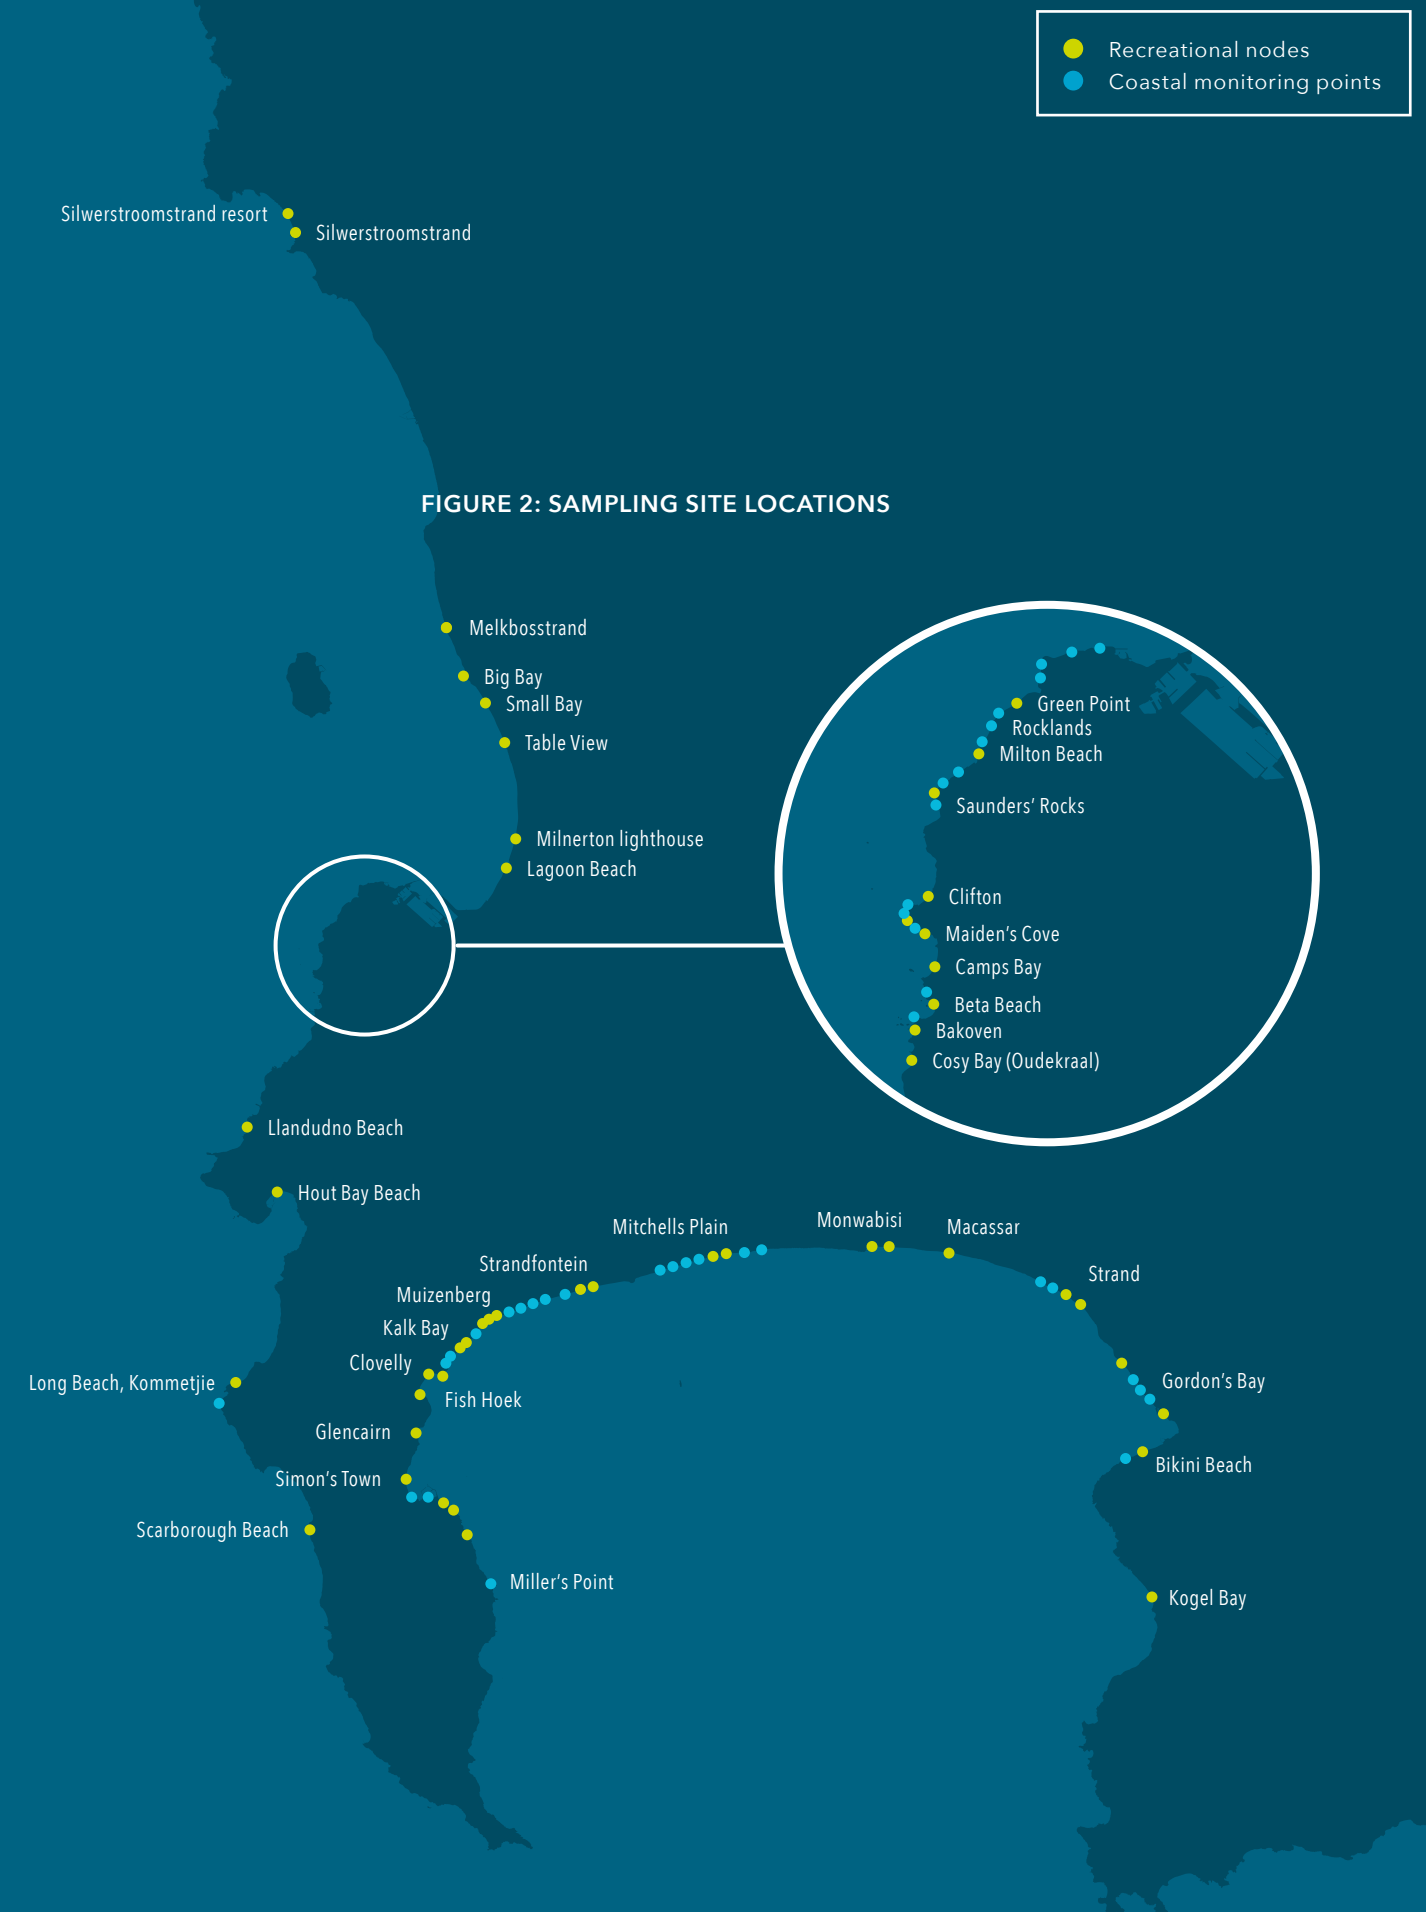 Recreational nodes
Coastal monitoring points
Silwerstroomstrand resort
Silwerstroomstrand
FIGURE 2: SAMPLING SITE LOCATIONS
Melkbosstrand
Big Bay
Small Bay
Table View
Milnerton lighthouse
Lagoon Beach
Green Point
Rocklands
Milton Beach
Saunders’ Rocks
Clifton
Maiden’s Cove
Camps Bay
Beta Beach
Bakoven
Cosy Bay (Oudekraal)
Llandudno Beach
Hout Bay Beach
Mitchells Plain
Monwabisi
Macassar
Strandfontein
Strand
Muizenberg
Kalk Bay
Clovelly
Long Beach, Kommetjie
Gordon’s Bay
Fish Hoek
Glencairn
Bikini Beach
Simon’s Town
Scarborough Beach
Miller’s Point
Kogel Bay